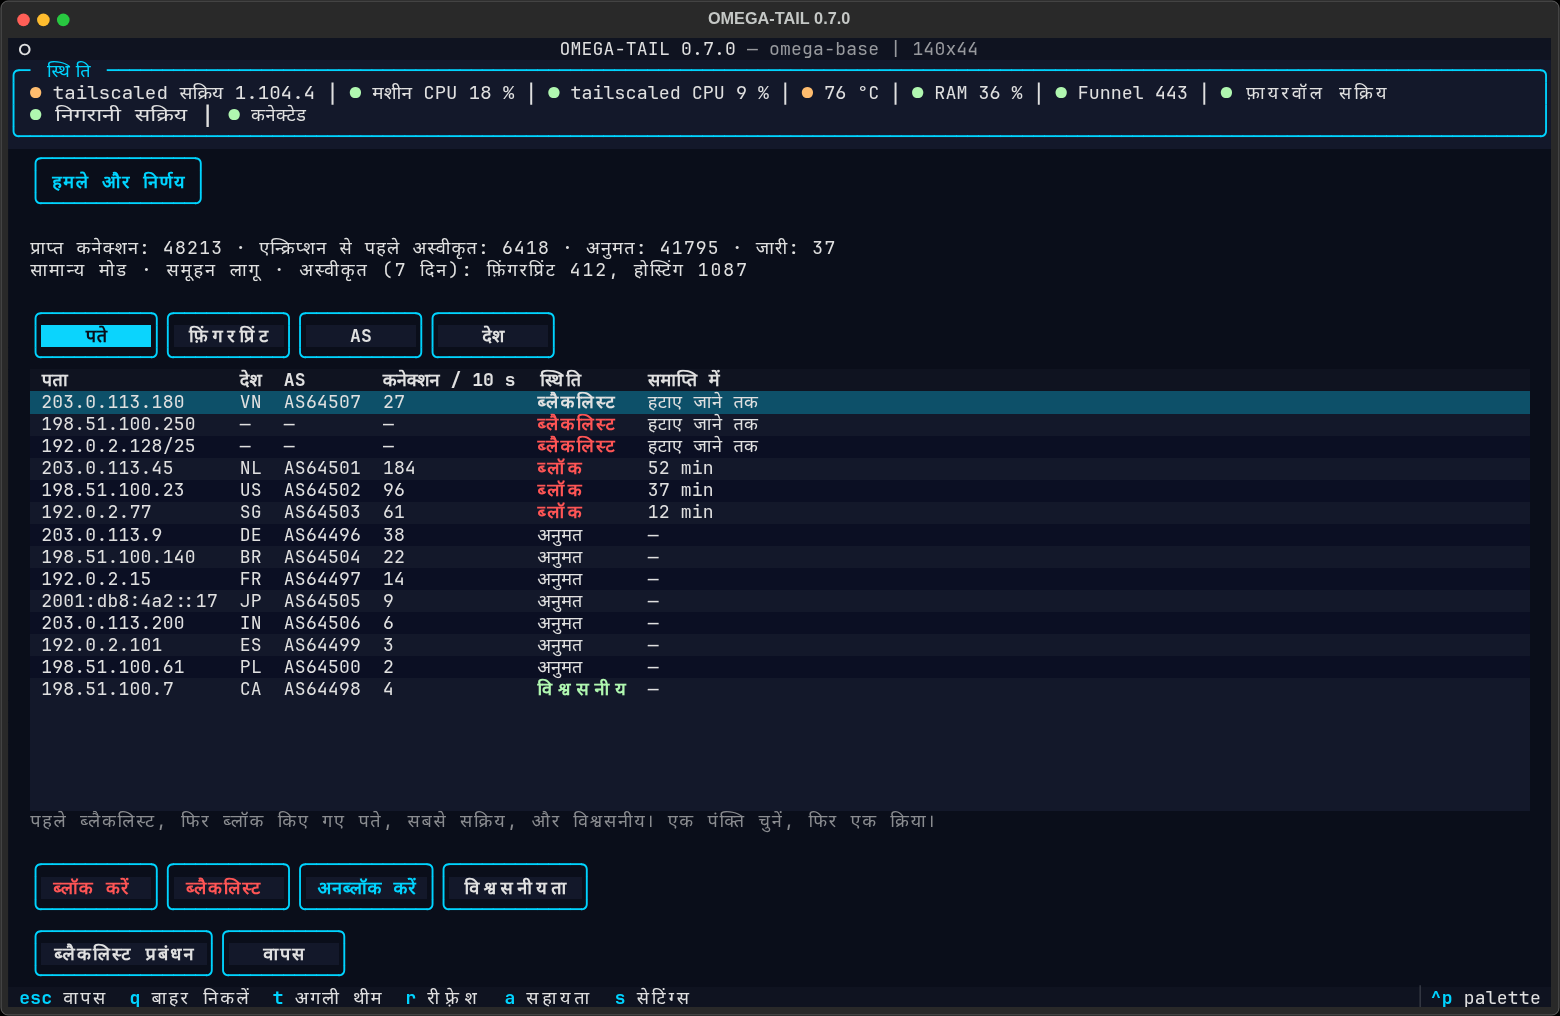 OMEGA-TAIL 0.7.0
OMEGA-TAIL 0.7.0 — omega-base | 140x44
स्थिति
● tailscaled सक्रिय 1.104.4 | ● मशीन CPU 18 % | ● tailscaled CPU 9 % | ● 76 °C | ● RAM 36 % | ● Funnel 443 | ● फ़ायरवॉल सक्रिय
● निगरानी सक्रिय | ● कनेक्टेड
हमले और निर्णय
प्राप्त कनेक्शन: 48213 · एन्क्रिप्शन से पहले अस्वीकृत: 6418 · अनुमत: 41795 · जारी: 37
सामान्य मोड · समूहन लागू · अस्वीकृत (7 दिन): फ़िंगरप्रिंट 412, होस्टिंग 1087
पते फ़िंगरप्रिंट AS देश
पता देश AS कनेक्शन / 10 s स्थिति समाप्ति में
203.0.113.180 VN AS64507 27 ब्लैकलिस्ट हटाए जाने तक
198.51.100.250 — — — ब्लैकलिस्ट हटाए जाने तक
192.0.2.128/25 — — — ब्लैकलिस्ट हटाए जाने तक
203.0.113.45 NL AS64501 184 ब्लॉक 52 min
198.51.100.23 US AS64502 96 ब्लॉक 37 min
192.0.2.77 SG AS64503 61 ब्लॉक 12 min
203.0.113.9 DE AS64496 38 अनुमत —
198.51.100.140 BR AS64504 22 अनुमत —
192.0.2.15 FR AS64497 14 अनुमत —
2001:db8:4a2::17 JP AS64505 9 अनुमत —
203.0.113.200 IN AS64506 6 अनुमत —
192.0.2.101 ES AS64499 3 अनुमत —
198.51.100.61 PL AS64500 2 अनुमत —
198.51.100.7 CA AS64498 4 विश्वसनीय —
पहले ब्लैकलिस्ट, फिर ब्लॉक किए गए पते, सबसे सक्रिय, और विश्वसनीय। एक पंक्ति चुनें, फिर एक क्रिया।
ब्लॉक करें ब्लैकलिस्ट अनब्लॉक करें विश्वसनीयता
ब्लैकलिस्ट प्रबंधन वापस
esc वापस q बाहर निकलें t अगली थीम r रीफ़्रेश a सहायता s सेटिंग्स ^p palette